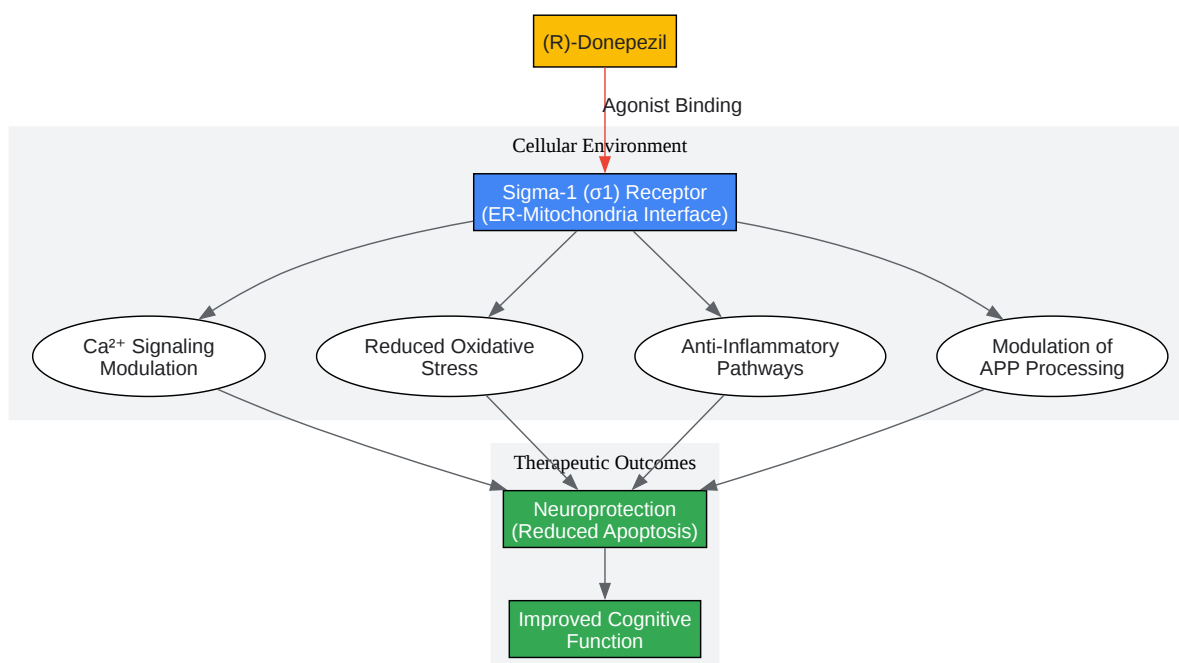 (R)-Donepezil
Agonist Binding
Cellular Environment
Sigma-1 (σ1) Receptor
(ER-Mitochondria Interface)
Ca²⁺ Signaling
Modulation
Reduced Oxidative
Stress
Anti-Inflammatory
Pathways
Modulation of
APP Processing
Therapeutic Outcomes
Neuroprotection
(Reduced Apoptosis)
Improved Cognitive
Function